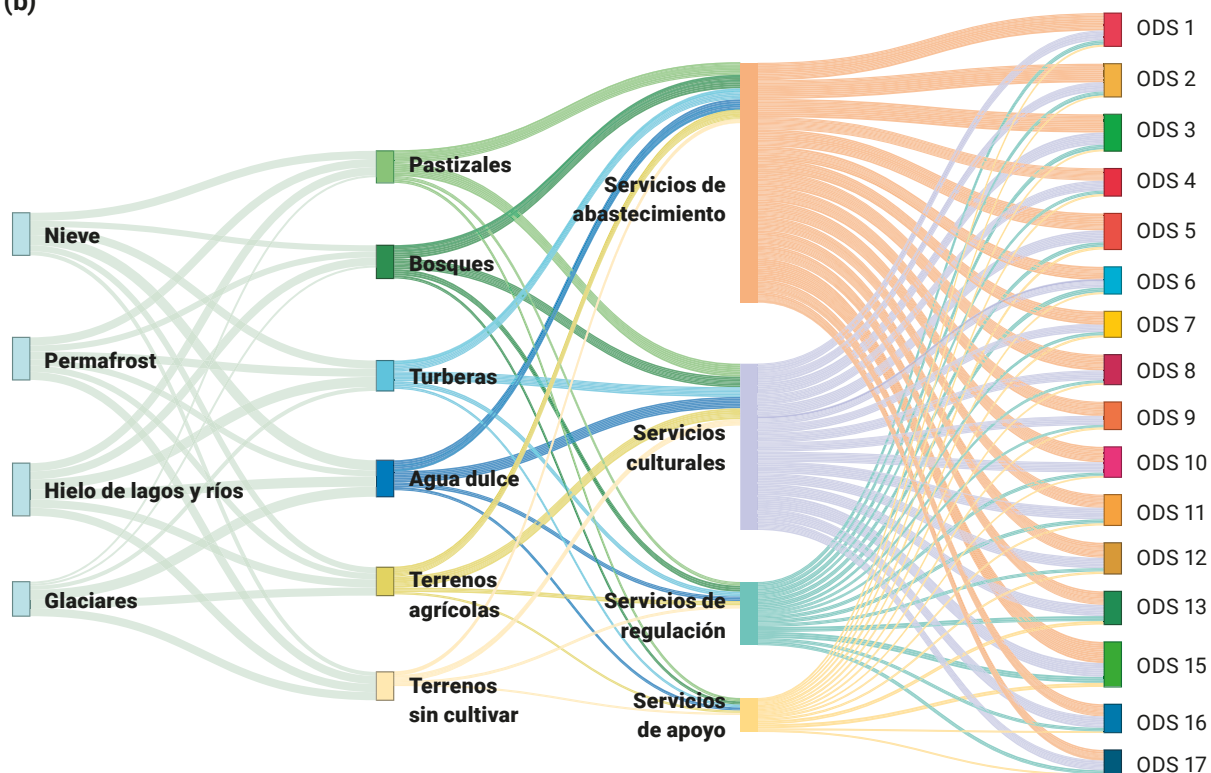 (b)
Nieve
Permafrost
Hielo de lagos y ríos
Glaciares
Pastizales
Bosques
Turberas
Agua dulce
Terrenos
agrícolas
Terrenos
sin cultivar
Servicios de
abastecimiento
Servicios
culturales
Servicios de
regulación
Servicios
de apoyo
ODS 1
ODS 2
ODS 3
ODS 4
ODS 5
ODS 6
ODS 7
ODS 8
ODS 9
ODS 10
ODS 11
ODS 12
ODS 13
ODS 15
ODS 16
ODS 17